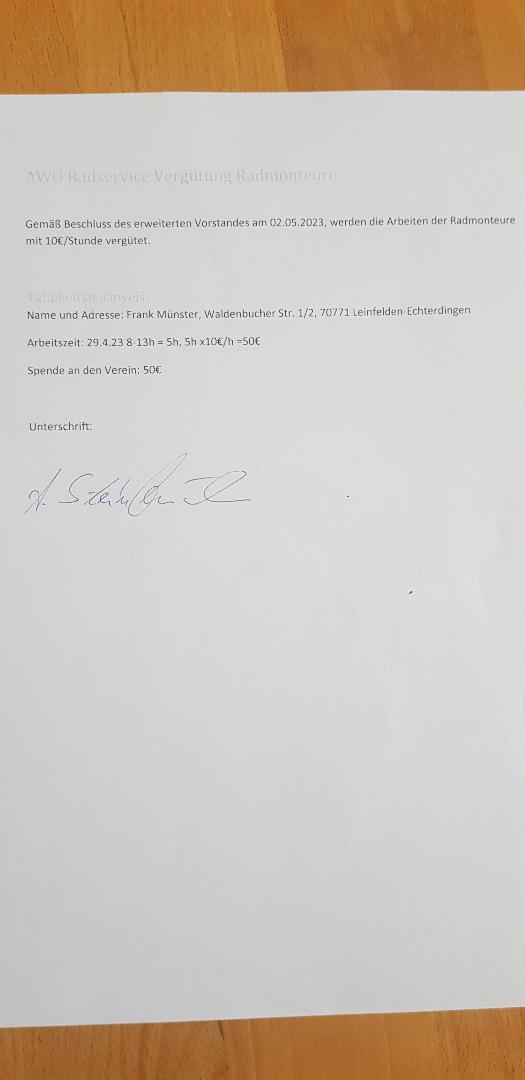 AWO Radservice Vergütung Radmonteure
Gemäß Beschluss des erweiterten Vorstandes am 02.05.2023, werden die Arbeiten der Radmonteure
mit 10€/Stunde vergütet.
Tätigkeitsnachweis:
Name und Adresse: Frank Münster, Waldenbucher Str. 1/2, 70771 Leinfelden-Echterdingen
Arbeitszeit: 29.4.23 8-13h = 5h, 5h x10€/h =50€
Spende an den Verein: 50€
Unterschrift: